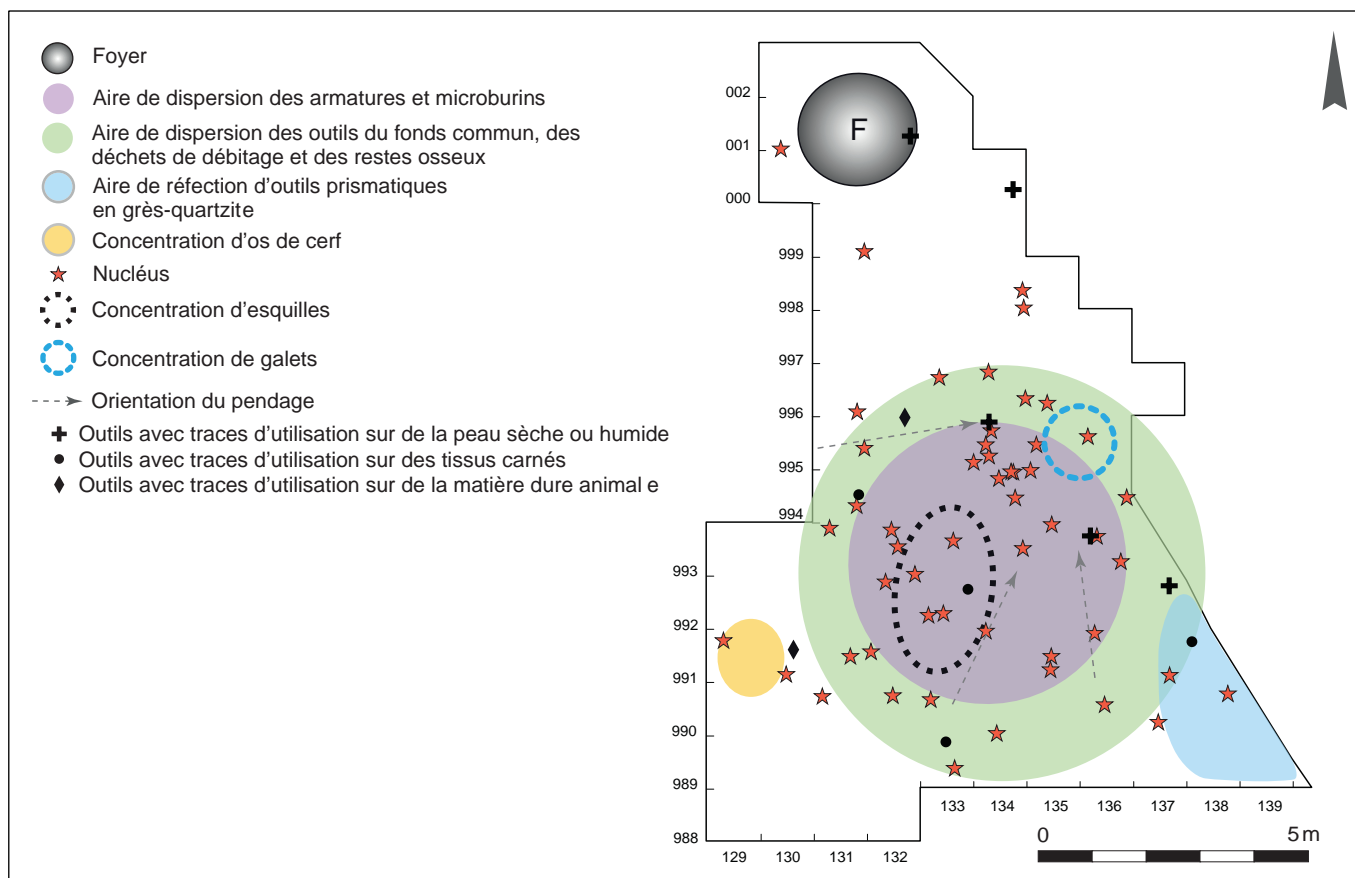 Foyer
Aire de dispersion des armatures et microburins
Aire de dispersion des outils du fonds commun, des
déchets de débitage et des restes osseux
Aire de réfection d'outils prismatiques
en grès-quartzite
Concentration d'os de cerf
Nucléus
Concentration d'esquilles
Concentration de galets
Orientation du pendage
Outils avec traces d'utilisation sur de la peau sèche ou humide
Outils avec traces d'utilisation sur des tissus carnés
Outils avec traces d'utilisation sur de la matière dure animal e
F
002
001
000
999
998
997
996
995
994
993
992
991
990
989
988
133 134 135 136 137 138 139
129 130 131 132
0 5 m